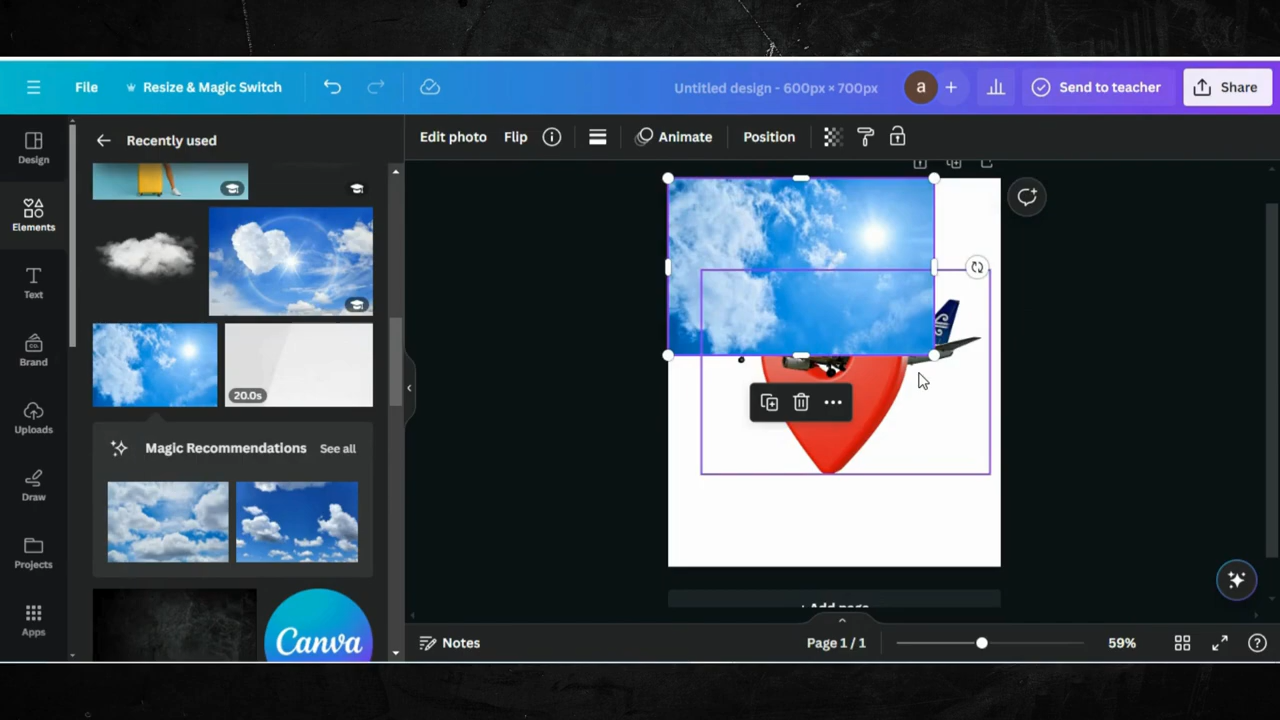 File
Resize & Magic Switch
Untitled design - 600px × 700px
a
Send to teacher
Share
Design
Elements
Text
Brand
Uploads
Draw
Projects
Apps
Recently used
20.0s
Magic Recommendations
See all
Canva
Edit photo
Flip
Animate
Position
+ Add page
Notes
Page 1 / 1
59%